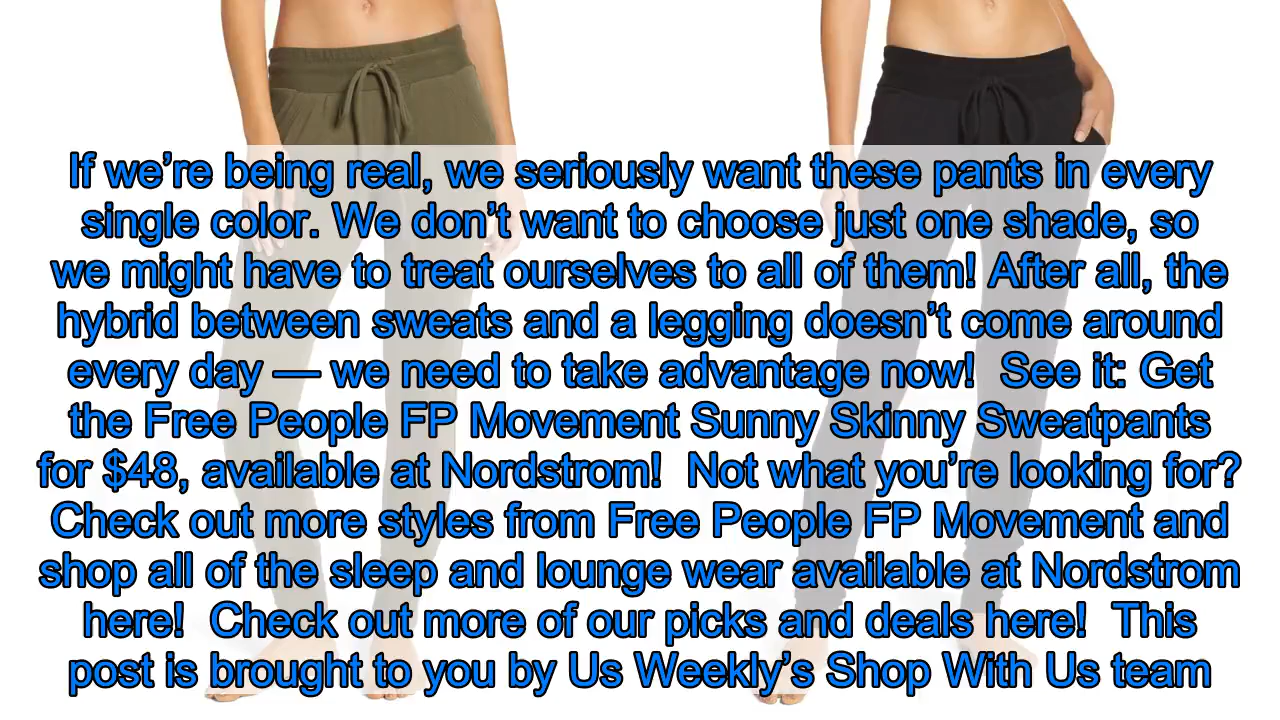 If we’re being real, we seriously want these pants in every
single color. We don’t want to choose just one shade, so
we might have to treat ourselves to all of them! After all, the
hybrid between sweats and a legging doesn’t come around
every day — we need to take advantage now!  See it: Get
the Free People FP Movement Sunny Skinny Sweatpants
for $48, available at Nordstrom!  Not what you’re looking for?
Check out more styles from Free People FP Movement and
shop all of the sleep and lounge wear available at Nordstrom
here!  Check out more of our picks and deals here!  This
post is brought to you by Us Weekly’s Shop With Us team